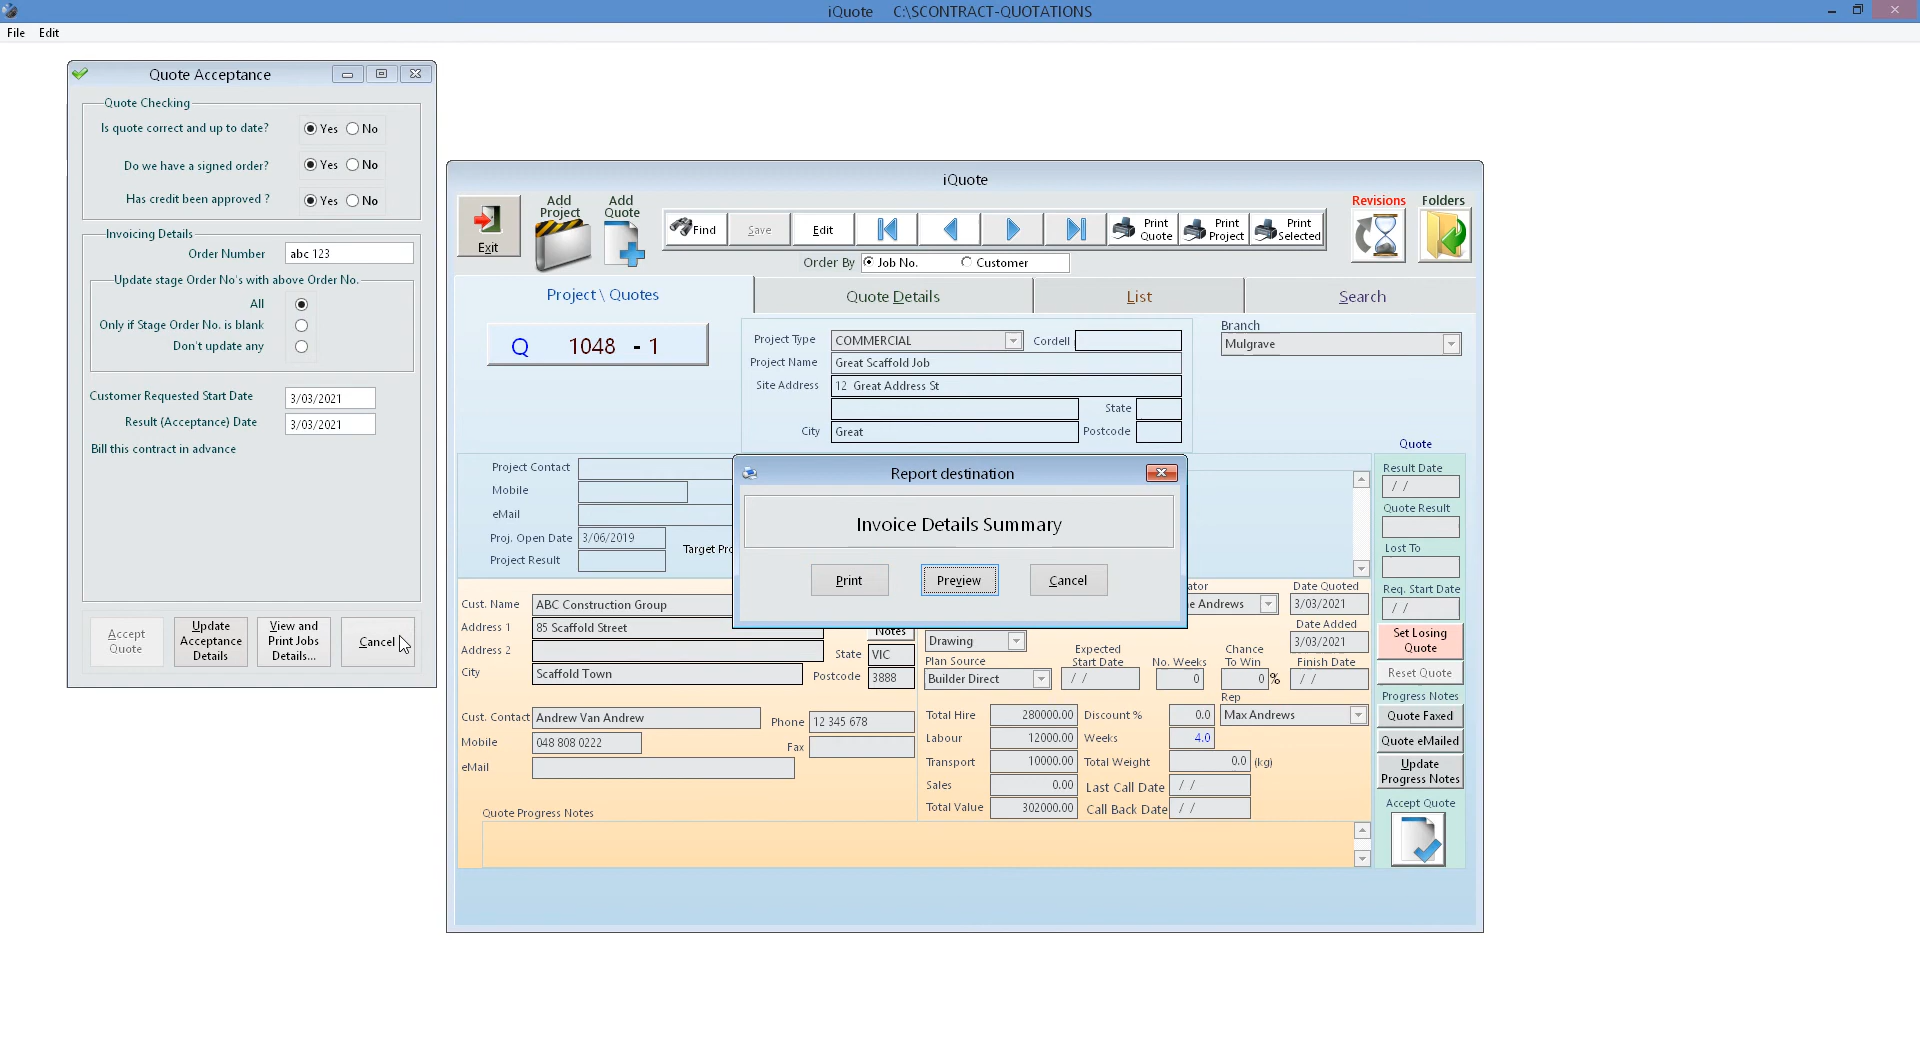 iQuote C:\SCONTRACT-QUOTATIONS
File Edit
Quote Acceptance
Quote Checking
Is quote correct and up to date? Yes No
Do we have a signed order? Yes No
Has credit been approved ? Yes No
Invoicing Details
Order Number abc 123
Update stage Order No's with above Order No.
All
Only if Stage Order No. is blank
Don't update any
Customer Requested Start Date 3/03/2021
Result (Acceptance) Date 3/03/2021
Bill this contract in advance
Accept Quote
Update Acceptance Details
View and Print Jobs Details...
Cancel
iQuote
Exit
Add Project
Add Quote
Find Save Edit
Print Quote
Print Project
Print Selected
Revisions Folders
Order By Job No. Customer
Project \ Quotes Quote Details List Search
Q 1048 - 1
Project Type COMMERCIAL Cordell
Project Name Great Scaffold Job
Site Address 12 Great Address St
State
City Great Postcode
Branch
Mulgrave
Project Contact
Mobile
eMail
Proj. Open Date 3/06/2019
Project Result
Target Pro
Report destination
Invoice Details Summary
Print Preview Cancel
Quote
Result Date
/ /
Quote Result
Lost To
Req. Start Date
/ /
Set Losing Quote
Reset Quote
Progress Notes
Quote Faxed
Quote eMailed
Update Progress Notes
Accept Quote
Cust. Name ABC Construction Group
Address 1 85 Scaffold Street
Address 2
City Scaffold Town
Notes
State VIC
Postcode 3888
Cust. Contact Andrew Van Andrew Phone 12 345 678
Mobile 048 808 0222 Fax
eMail
ator
e Andrews
Date Quoted
3/03/2021
Date Added
3/03/2021
Drawing
Plan Source
Builder Direct
Expected Start Date
/ /
No. Weeks
0
Chance To Win
0 %
Finish Date
/ /
Rep
Max Andrews
Total Hire 280000.00 Discount % 0.0
Labour 12000.00 Weeks 4.0
Transport 10000.00 Total Weight 0.0 (kg)
Sales 0.00 Last Call Date / /
Total Value 302000.00 Call Back Date / /
Quote Progress Notes